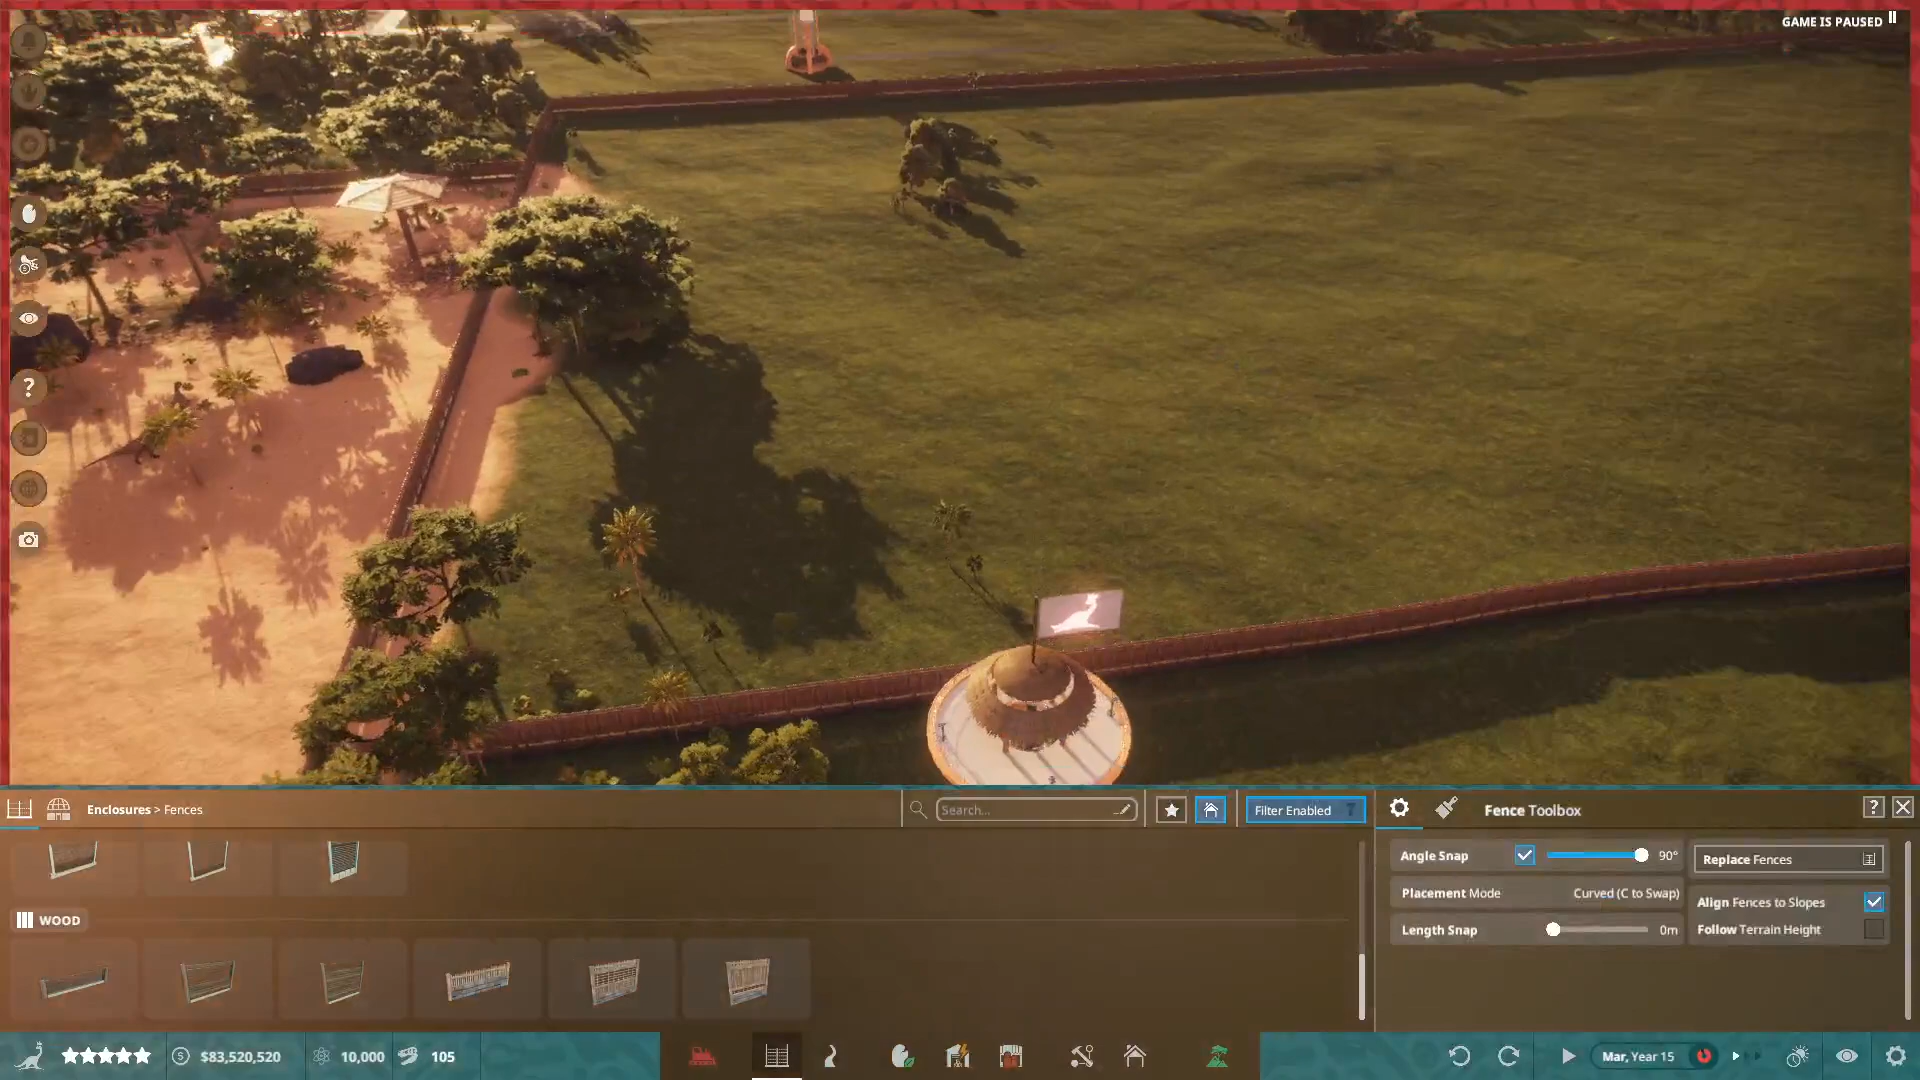 GAME IS PAUSED
Enclosures > Fences
Search...
Filter Enabled
Fence Toolbox
?
Angle Snap
90°
Replace Fences
Placement Mode
Curved (C to Swap)
Align Fences to Slopes
Length Snap
0m
Follow Terrain Height
WOOD
$83,520,520
10,000
105
Mar, Year 15
?